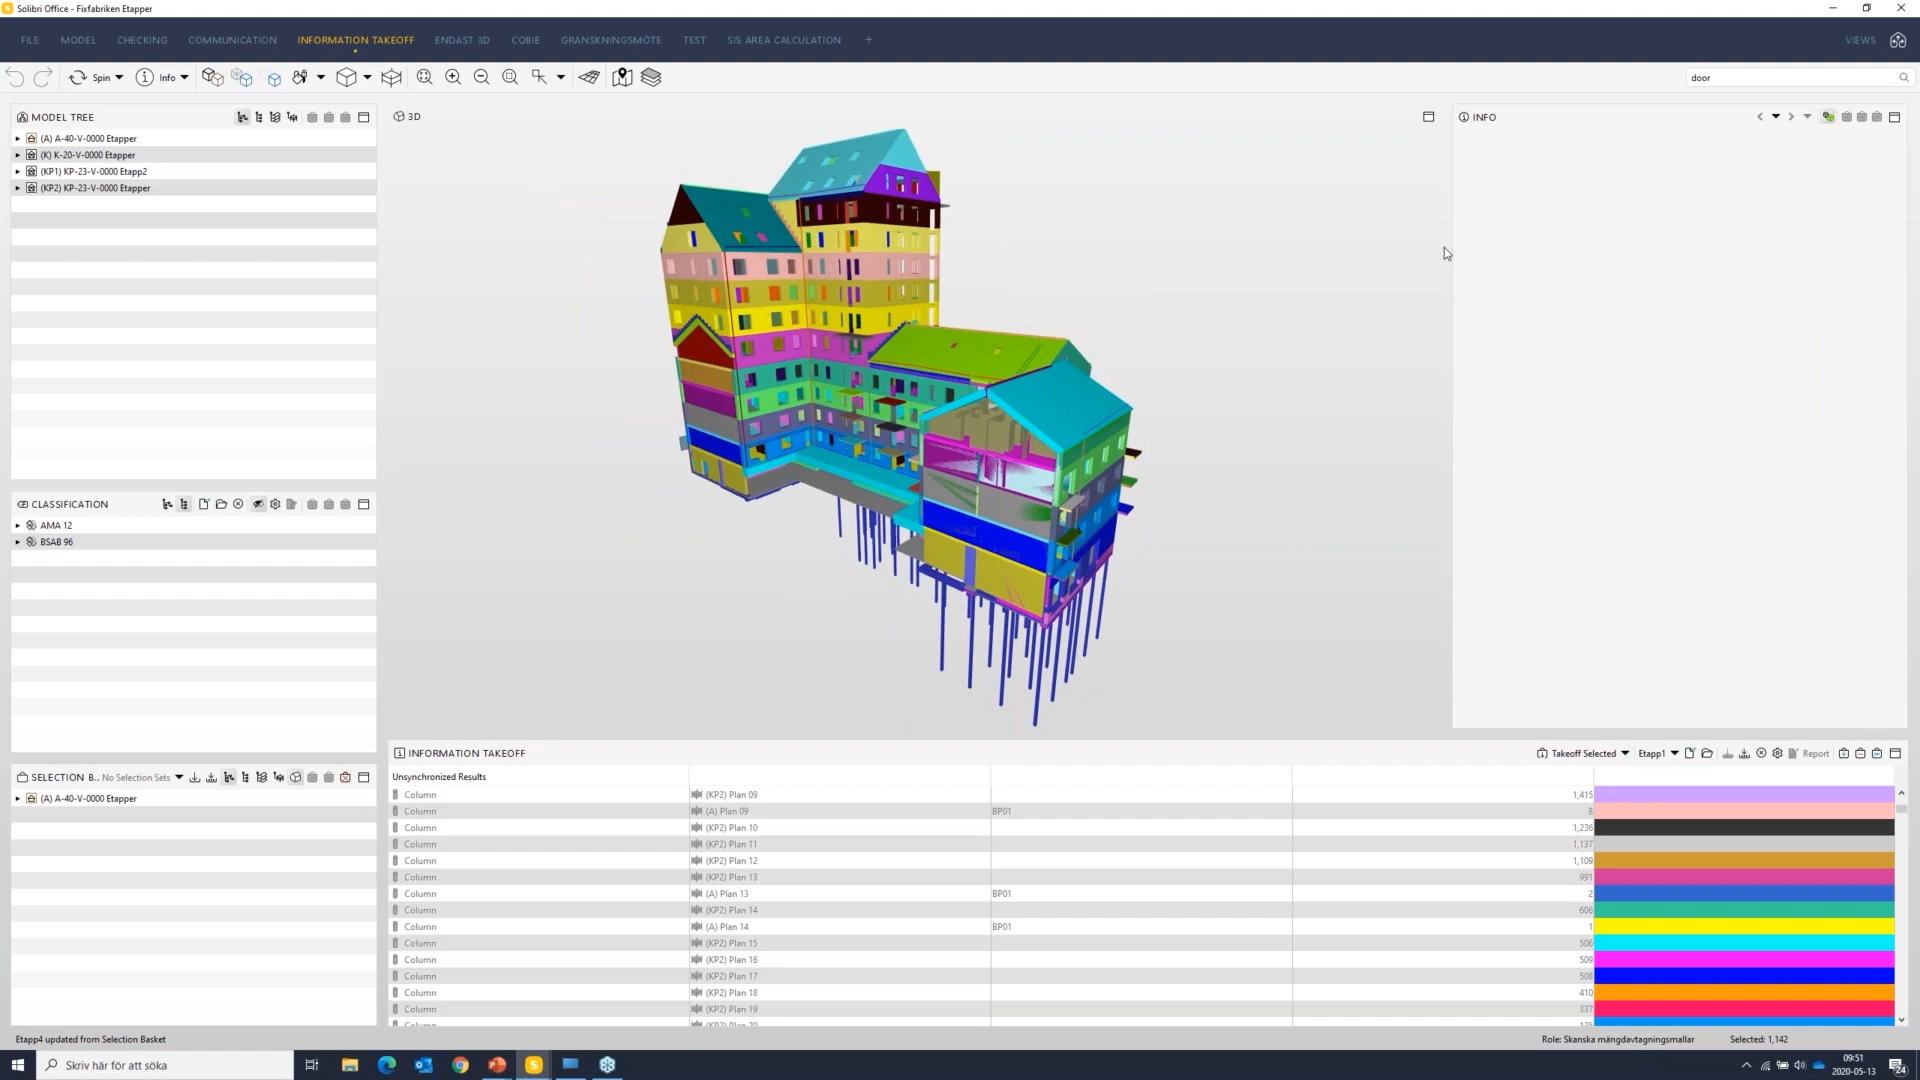 Solibri Office - Fixfabriken Etapper
FILE MODEL CHECKING COMMUNICATION INFORMATION TAKEOFF ENDAST 3D COBIE GRANSKNINGSMÖTE TEST SIS AREA CALCULATION + VIEWS
Spin Info door
MODEL TREE
(A) A-40-V-0000 Etapper
(K) K-20-V-0000 Etapper
(KP1) KP-23-V-0000 Etapp2
(KP2) KP-23-V-0000 Etapper
3D
INFO
CLASSIFICATION
AMA 12
BSAB 96
SELECTION B.. No Selection Sets
(A) A-40-V-0000 Etapper
INFORMATION TAKEOFF Takeoff Selected Etapp1 Report
Unsynchronized Results
Column (KP2) Plan 09 1,415
Column (A) Plan 09 BP01 8
Column (KP2) Plan 10 1,236
Column (KP2) Plan 11 1,137
Column (KP2) Plan 12 1,109
Column (KP2) Plan 13 991
Column (A) Plan 13 BP01 2
Column (KP2) Plan 14 606
Column (A) Plan 14 BP01 1
Column (KP2) Plan 15 506
Column (KP2) Plan 16 509
Column (KP2) Plan 17 508
Column (KP2) Plan 18 410
Column (KP2) Plan 19 337
Column (KP2) Plan 20
Etapp4 updated from Selection Basket
Role: Skanska mängdavtagningsmallar Selected: 1,142
Skriv här för att söka
09:51
2020-05-13
24